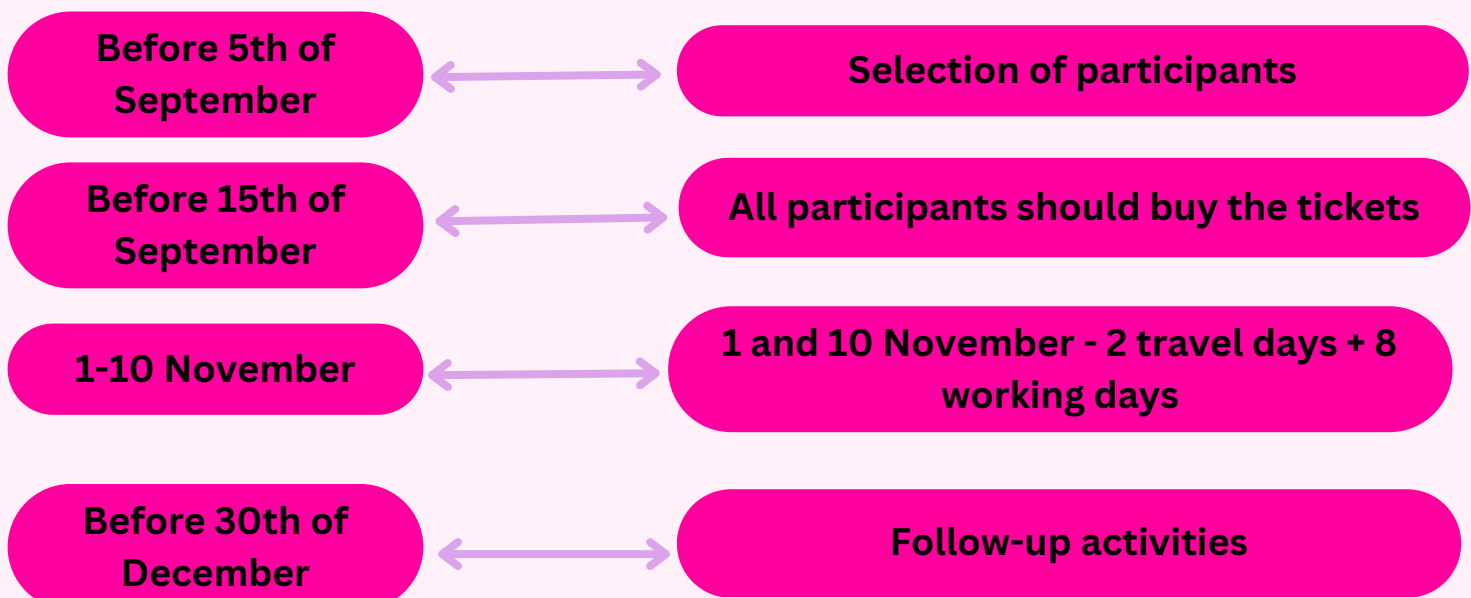 Before 5th of
September
Selection of participants
Before 15th of
September
All participants should buy the tickets
1-10 November
1 and 10 November - 2 travel days + 8
working days
Before 30th of
December
Follow-up activities